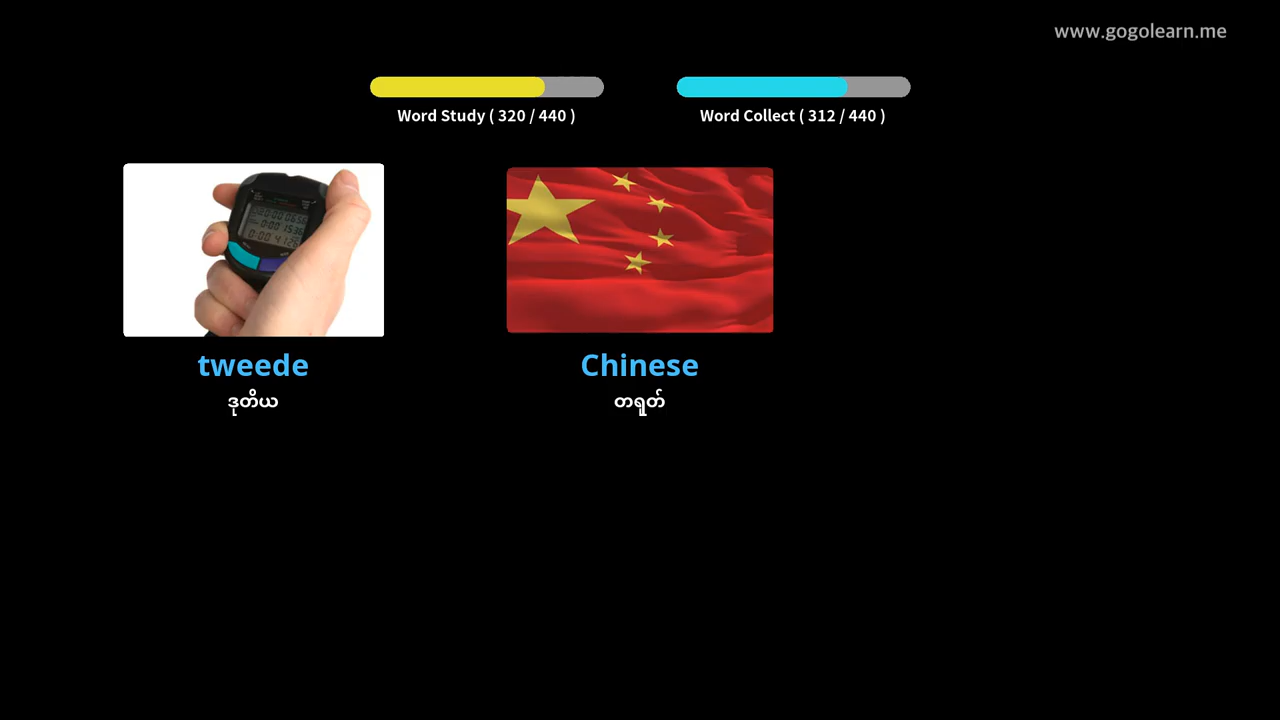 www.gogolearn.me
Word Study ( 320 / 440 )
Word Collect ( 312 / 440 )
tweede
Chinese
ဒုတိယ
တရုတ်